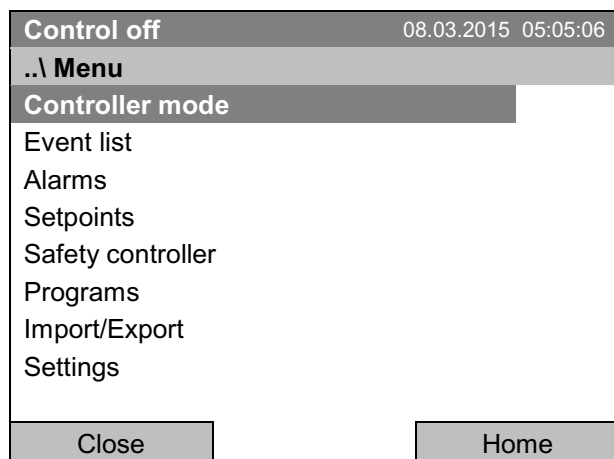 Control off 08.03.2015 05:05:06
..\ Menu
Controller mode
Event list
Alarms
Setpoints
Safety controller
Programs
Import/Export
Settings
Close Home